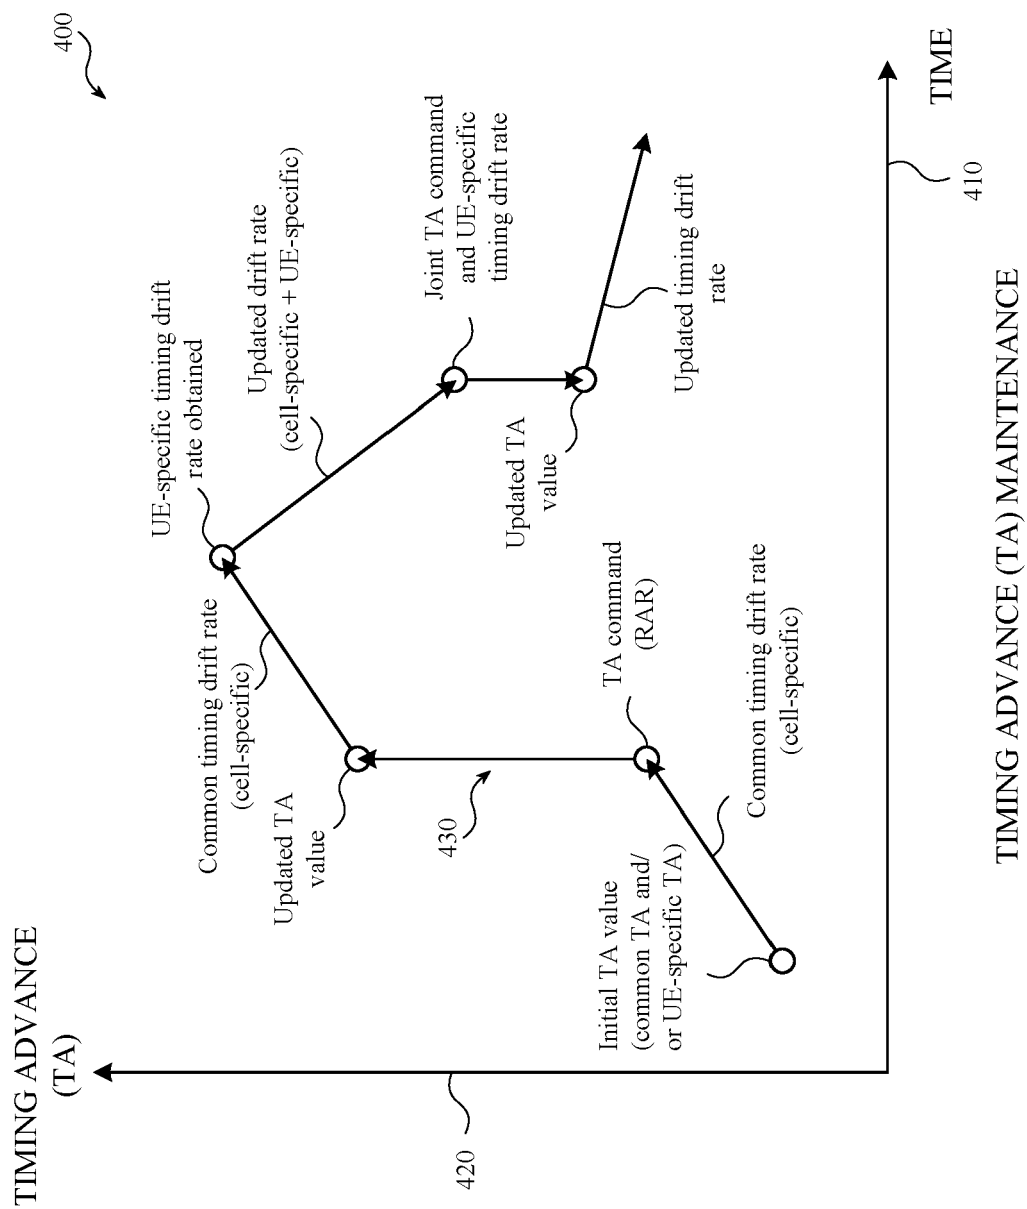 400
TIMING ADVANCE
(TA)
UE-specific timing drift
rate obtained
Updated drift rate
(cell-specific + UE-specific)
Common timing drift rate
(cell-specific)
Updated TA
value
Joint TA command
and UE-specific
timing drift rate
430
Updated TA
value
420
Initial TA value
(common TA and/
or UE-specific TA)
TA command
(RAR)
Updated timing drift
rate
Common timing drift rate
(cell-specific)
TIME
410
TIMING ADVANCE (TA) MAINTENANCE